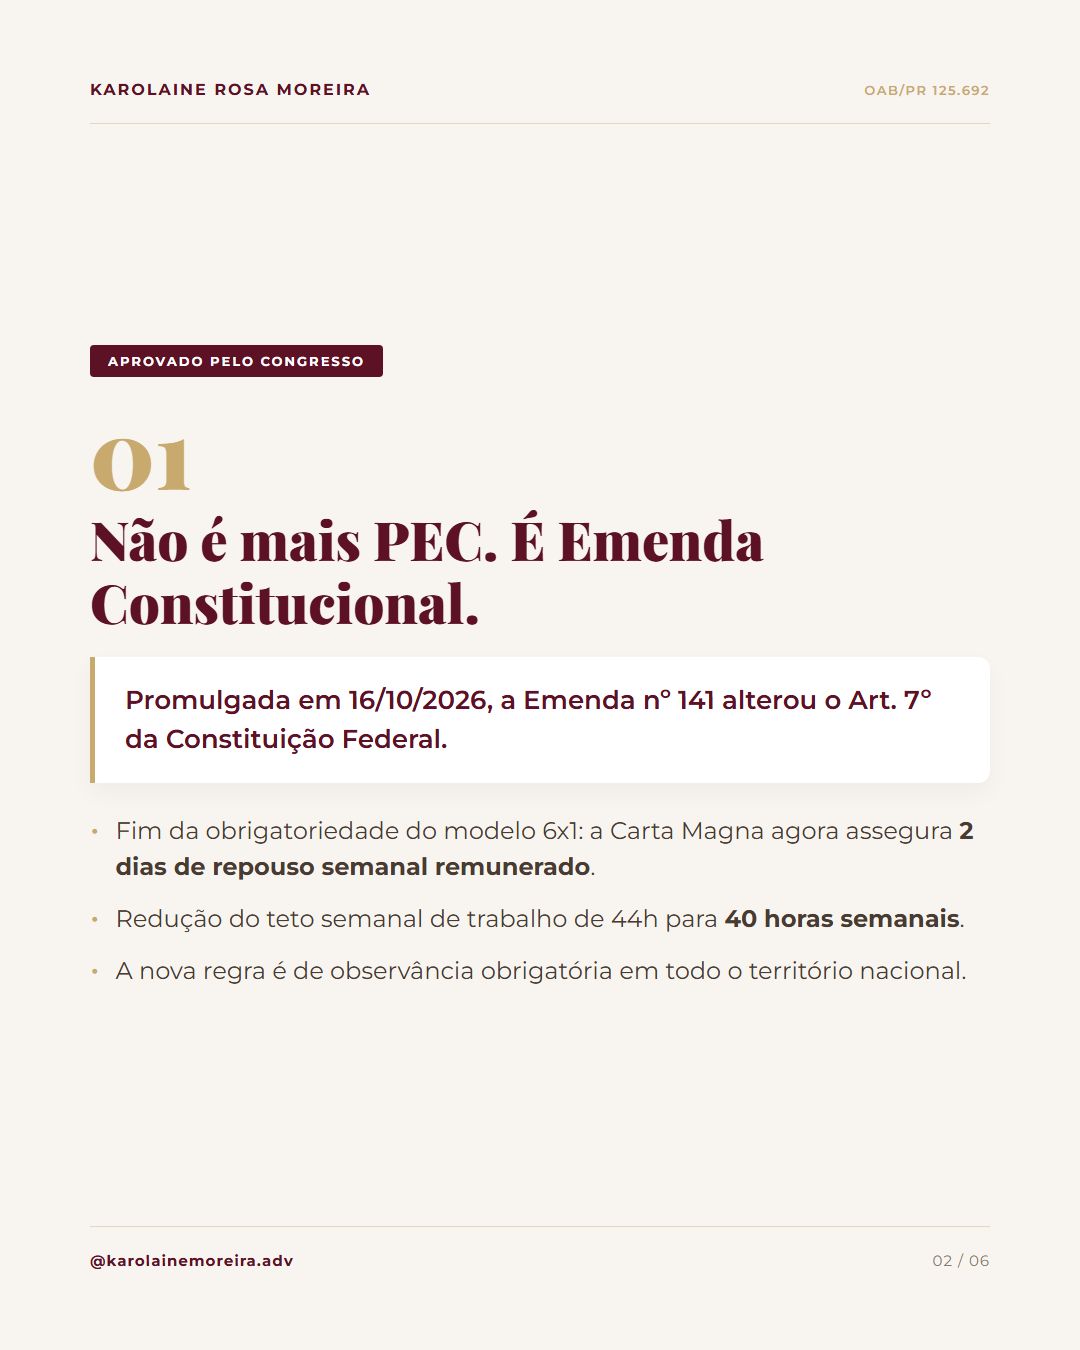 KAROLAINE ROSA MOREIRA
OAB/PR 125.692
APROVADO PELO CONGRESSO
01
Não é mais PEC. É Emenda
Constitucional.
Promulgada em 16/10/2026, a Emenda nº 141 alterou o Art. 7º
da Constituição Federal.
• Fim da obrigatoriedade do modelo 6x1: a Carta Magna agora assegura 2
dias de repouso semanal remunerado.
• Redução do teto semanal de trabalho de 44h para 40 horas semanais.
• A nova regra é de observância obrigatória em todo o território nacional.
@karolainemoreira.adv
02 / 06